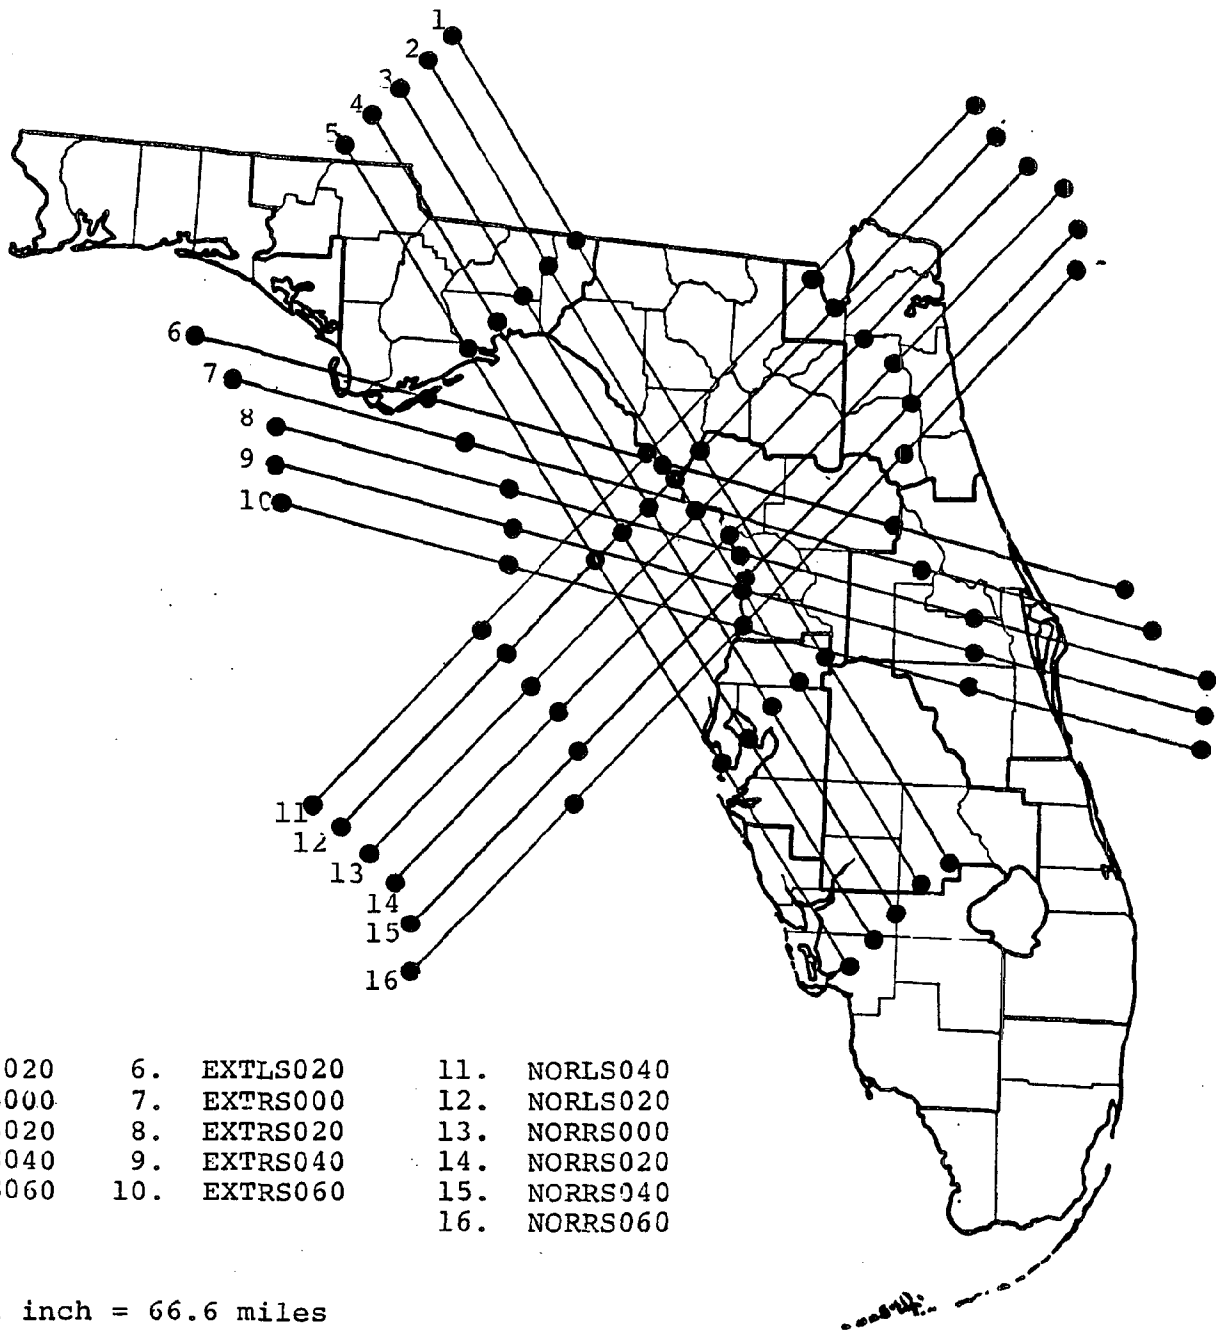 1
2
3
4
5
6
7
8
9
10
11
12
13
14
15
16
020 6. EXTLS020 11. NORLS040
000 7. EXTRS000 12. NORLS020
020 8. EXTRS020 13. NORRS000
040 9. EXTRS040 14. NORRS020
060 10. EXTRS060 15. NORRS040
16. NORRS060
inch = 66.6 miles